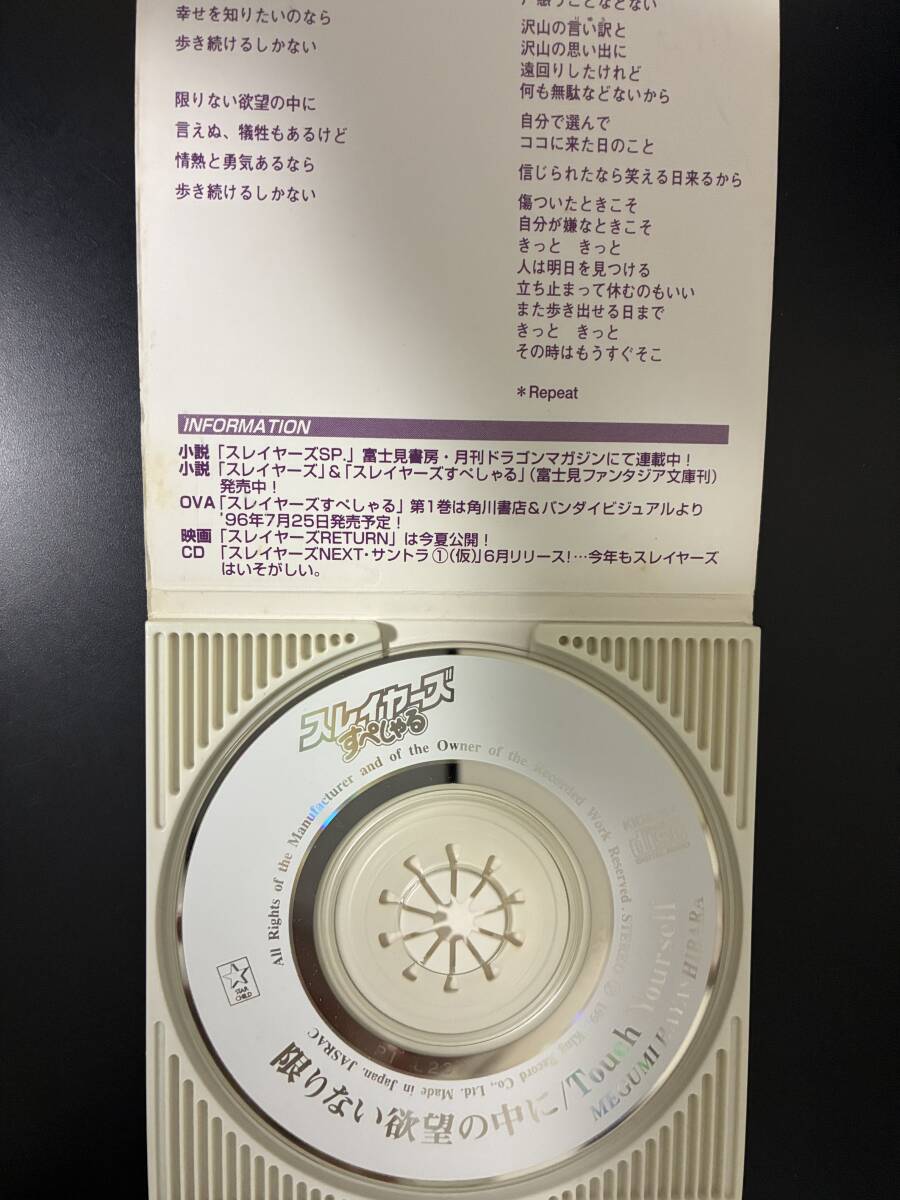 幸せを知りたいのなら
歩き続けるしかない
限りない欲望の中に
言えぬ、犠牲もあるけど
情熱と勇気あるなら
歩き続けるしかない
うことなどない
沢山の言い訳と
沢山の思い出に
遠回りしたけれど
何も無駄などないから
自分で選んで
ココに来た日のこと
信じられたなら笑える日来るから
傷ついたときこそ
自分が嫌なときこそ
きっと　きっと
人は明日を見つける
立ち止まって休むのもいい
また歩き出せる日まで
きっと　きっと
その時はもうすぐそこ
＊Repeat
INFORMATION
小説「スレイヤーズSP.」富士見書房・月刊ドラゴンマガジンにて連載中！
小説「スレイヤーズ」&「スレイヤーズすぺしゃる」（富士見ファンタジア文庫刊）
発売中！
OVA「スレイヤーズすぺしゃる」第1巻は角川書店&バンダイビジュアルより
'96年7月25日発売予定！
映画「スレイヤーズRETURN」は今夏公開！
CD「スレイヤーズNEXT・サントラ①（仮）」6月リリース！…今年もスレイヤーズ
はいそがしい。
スレイヤーズ
すぺしゃる
All Rights of the Manufacturer and of the Owner of the Recorded Work Reserved. STEREO
King Record Co., Ltd. Made in Japan. JASRAC
STAR
CHILD
限りない欲望の中に/Touch Yourself
MEGUMI HAYASHIBARA